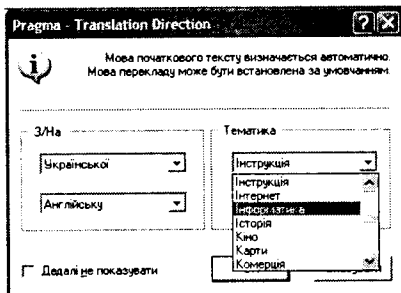 Pragma - Translation Direction
Мова початкового тексту визначається автоматично.
Мова перекладу може бути встановлена за умовчанням.
З/На
Тематика
Української
Інструкція
Англійську
Інструкція
Інтернет
Інформатика
Історія
Кіно
Карти
Комерція
Дедалі не показувати